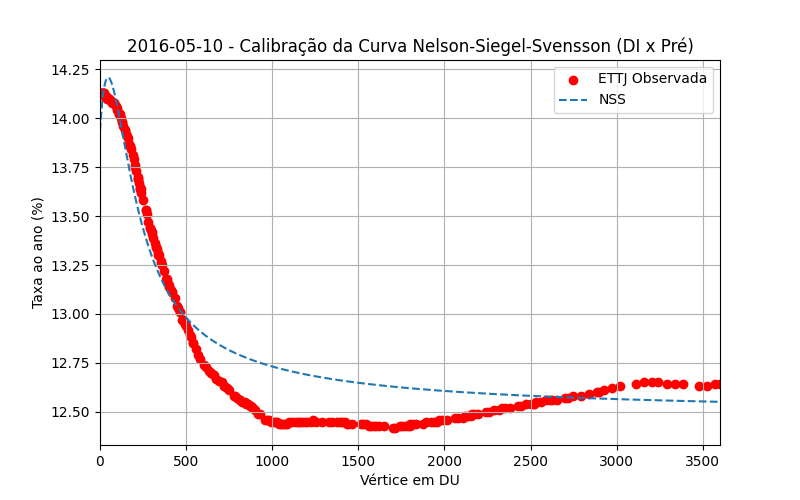 2016-05-10 - Calibração da Curva Nelson-Siegel-Svensson (DI x Pré)
ETTJ Observada
NSS
Taxa ao ano (%)
14.25
14.00
13.75
13.50
13.25
13.00
12.75
12.50
0 500 1000 1500 2000 2500 3000 3500
Vértice em DU